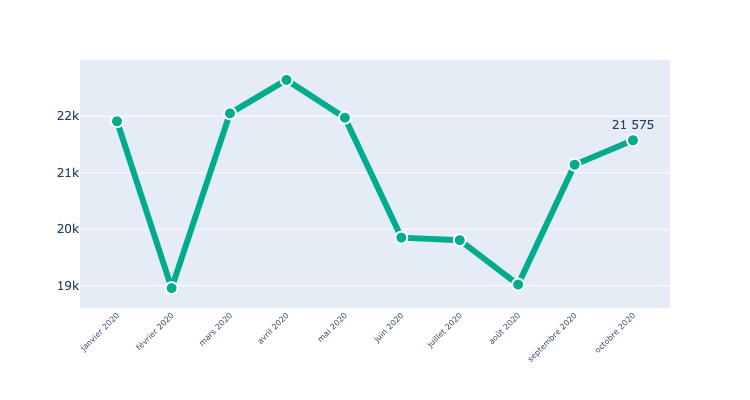 22k
21k
20k
19k
21 575
janvier 2020
février 2020
mars 2020
avril 2020
mai 2020
juin 2020
juillet 2020
août 2020
septembre 2020
octobre 2020